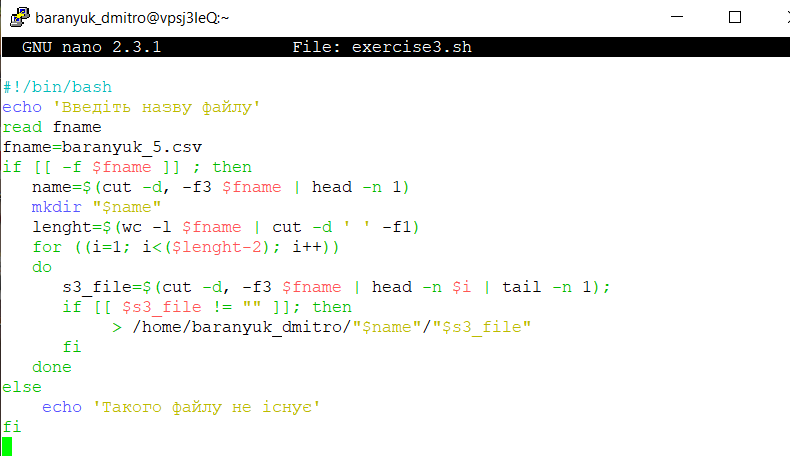 baranyuk_dmitro@vpsj3leQ:~
GNU nano 2.3.1 File: exercise3.sh
#!/bin/bash
echo 'Введіть назву файлу'
read fname
fname=baranyuk_5.csv
if [[ -f $fname ]] ; then
name=$(cut -d, -f3 $fname | head -n 1)
mkdir "$name"
lenght=$(wc -l $fname | cut -d ' ' -f1)
for ((i=1; i<($lenght-2); i++))
do
s3_file=$(cut -d, -f3 $fname | head -n $i | tail -n 1);
if [[ $s3_file != "" ]]; then
> /home/baranyuk_dmitro/"$name"/"$s3_file"
fi
done
else
echo 'Такого файлу не існує'
fi